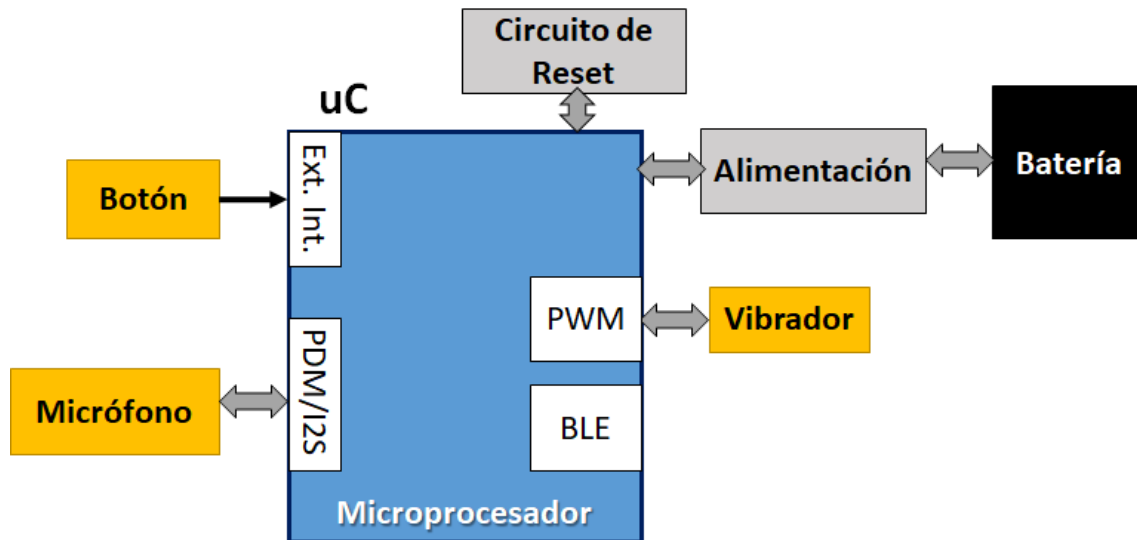 Circuito de
Reset
uC
Ext. Int.
Botón
Alimentación
Batería
PWM
Vibrador
PDM/I2S
Micrófono
BLE
Microprocesador